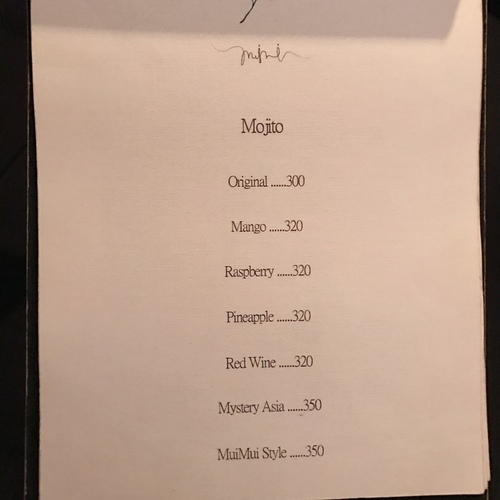 Mojito
Original ......300
Mango ......320
Raspberry ......320
Pineapple ......320
Red Wine ......320
Mystery Asia ......350
MuiMui Style ......350